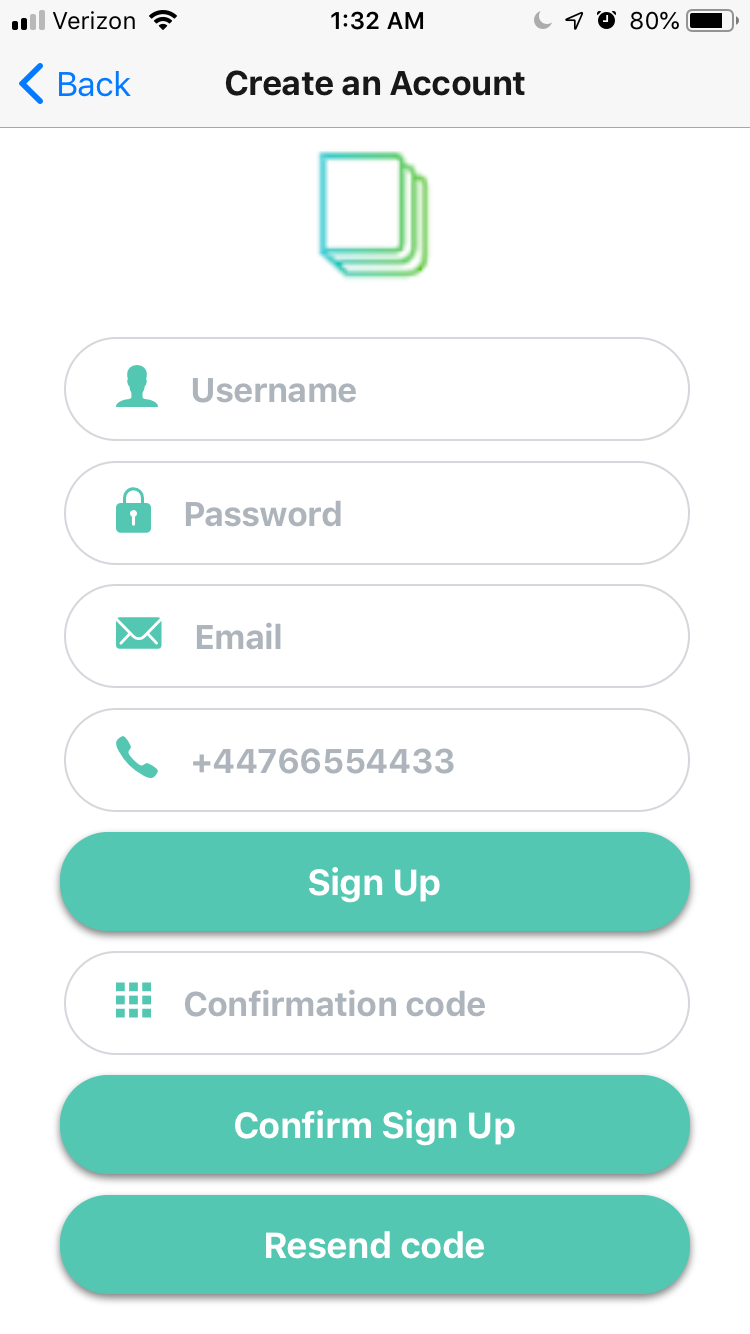 Verizon 1:32 AM 80%
Back Create an Account
Username
Password
Email
+44766554433
Sign Up
Confirmation code
Confirm Sign Up
Resend code